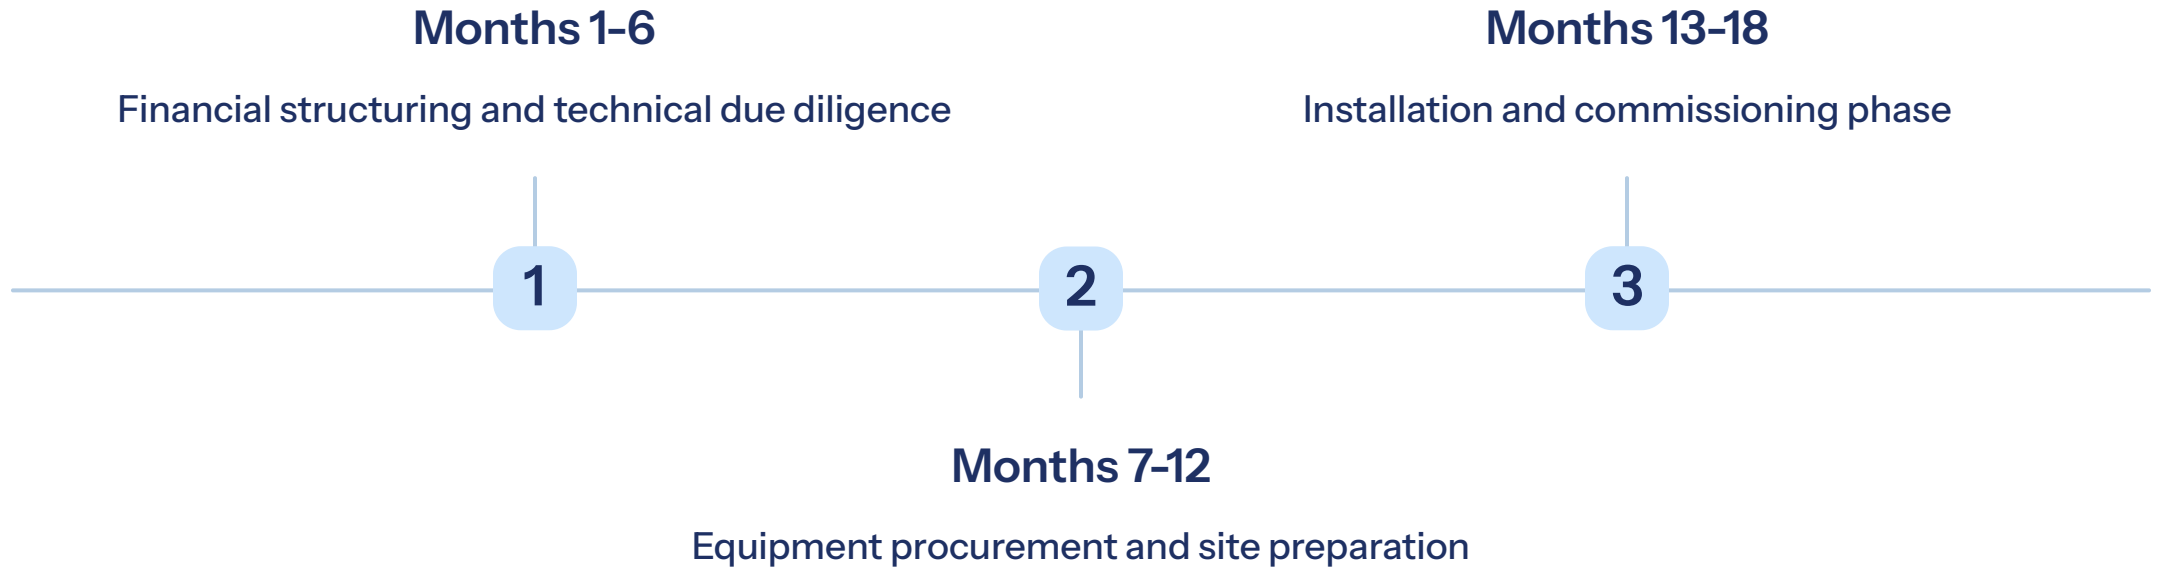 Months 1-6
Financial structuring and technical due diligence
Months 13-18
Installation and commissioning phase
1
2
3
Months 7-12
Equipment procurement and site preparation